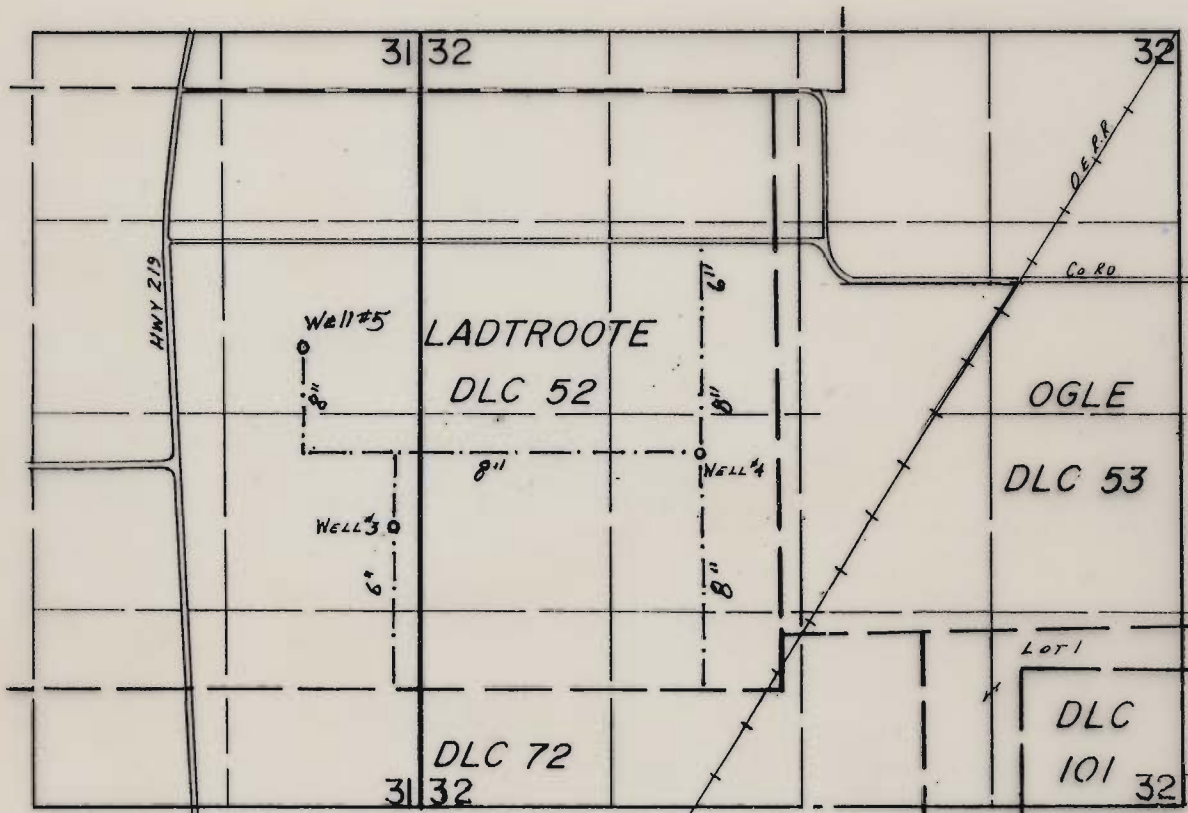 31 32
32
O.E.R.R
HWY 219
6"
Co RD
Well #5
LADTROOTE
8"
DLC 52
8"
OGLE
8"
WELL #4
DLC 53
WELL #3
6"
8"
LOT 1
DLC
101
DLC 72
31 32
32